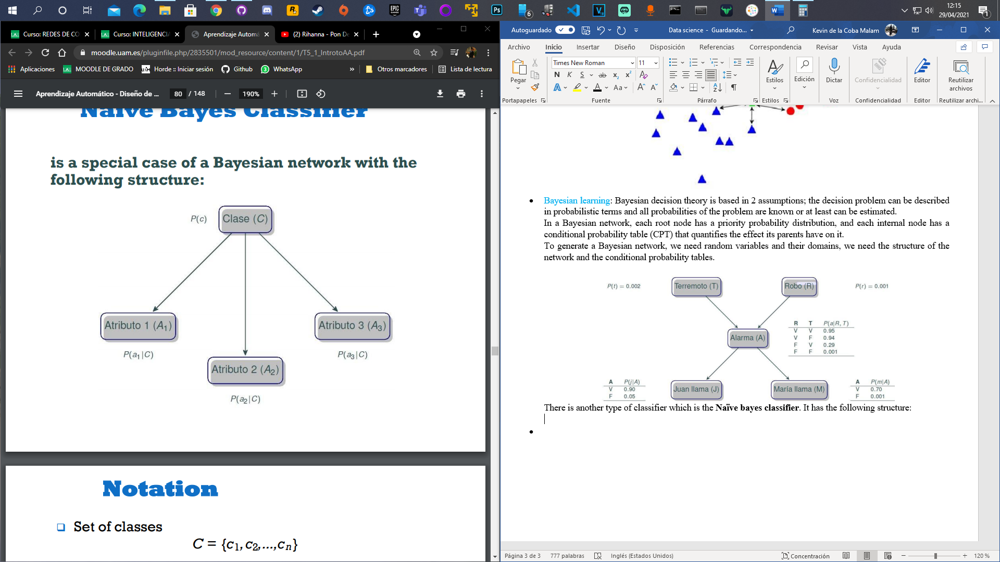 12:15
29/04/2021
6
1
Curso: REDES DE CO
Curso: INTELIGENCIA
Aprendizaje Automá
(2) Rihanna - Pon De
moodle.uam.es/pluginfile.php/2835501/mod_resource/content/1/T5_1_IntrotoAA.pdf
Aplicaciones
MOODLE DE GRADO
Horde :: Iniciar sesión
Github
WhatsApp
»
Otros marcadores
Lista de lectura
Aprendizaje Automático - Diseño de ...
80 / 148
190%
Naïve Bayes Classifier
is a special case of a Bayesian network with the
following structure:
P(c)
Clase (C)
Atributo 1 (A₁)
Atributo 3 (A₃)
P(a₁|C)
P(a₃|C)
Atributo 2 (A₂)
P(a₂|C)
Notation
Set of classes
C = {c₁, c₂,...,cₙ}
Autoguardado
Data science - Guardando...
Kevin de la Coba Malam
Archivo Inicio Insertar Diseño Disposición Referencias Correspondencia Revisar Vista Ayuda
Times New Roman 11
N K S ab x₂ x²
Pegar
Estilos
Edición
Dictar
Confidencialidad
Editor
Reutilizar
archivos
Portapapeles
Fuente
Párrafo
Estilos
Voz
Confidencialidad
Editor
Reutilizar archi...
• Bayesian learning: Bayesian decision theory is based in 2 assumptions; the decision problem can be described
in probabilistic terms and all probabilities of the problem are known or at least can be estimated.
In a Bayesian network, each root node has a priority probability distribution, and each internal node has a
conditional probability table (CPT) that quantifies the effect its parents have on it.
To generate a Bayesian network, we need random variables and their domains, we need the structure of the
network and the conditional probability tables.
P(t) = 0.002
Terremoto (T)
Robo (R)
P(r) = 0.001
R T P(a|R, T)
V V 0.95
V F 0.94
F V 0.29
F F 0.001
Alarma (A)
A P(j|A)
V 0.90
F 0.05
Juan llama (J)
María llama (M)
A P(m|A)
V 0.70
F 0.001
There is another type of classifier which is the Naïve bayes classifier. It has the following structure:
•
Página 3 de 3
777 palabras
Inglés (Estados Unidos)
Concentración
120 %